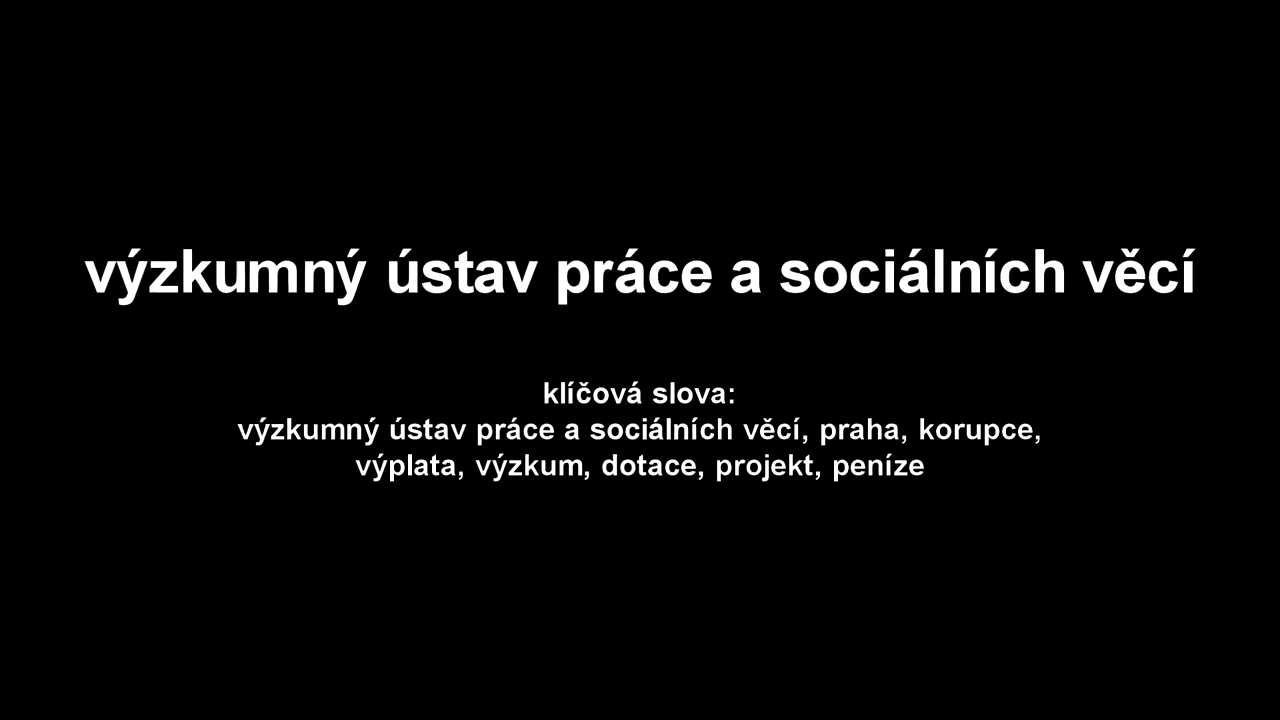 výzkumný ústav práce a sociálních věcí
klíčová slova:
výzkumný ústav práce a sociálních věcí, praha, korupce,
výplata, výzkum, dotace, projekt, peníze